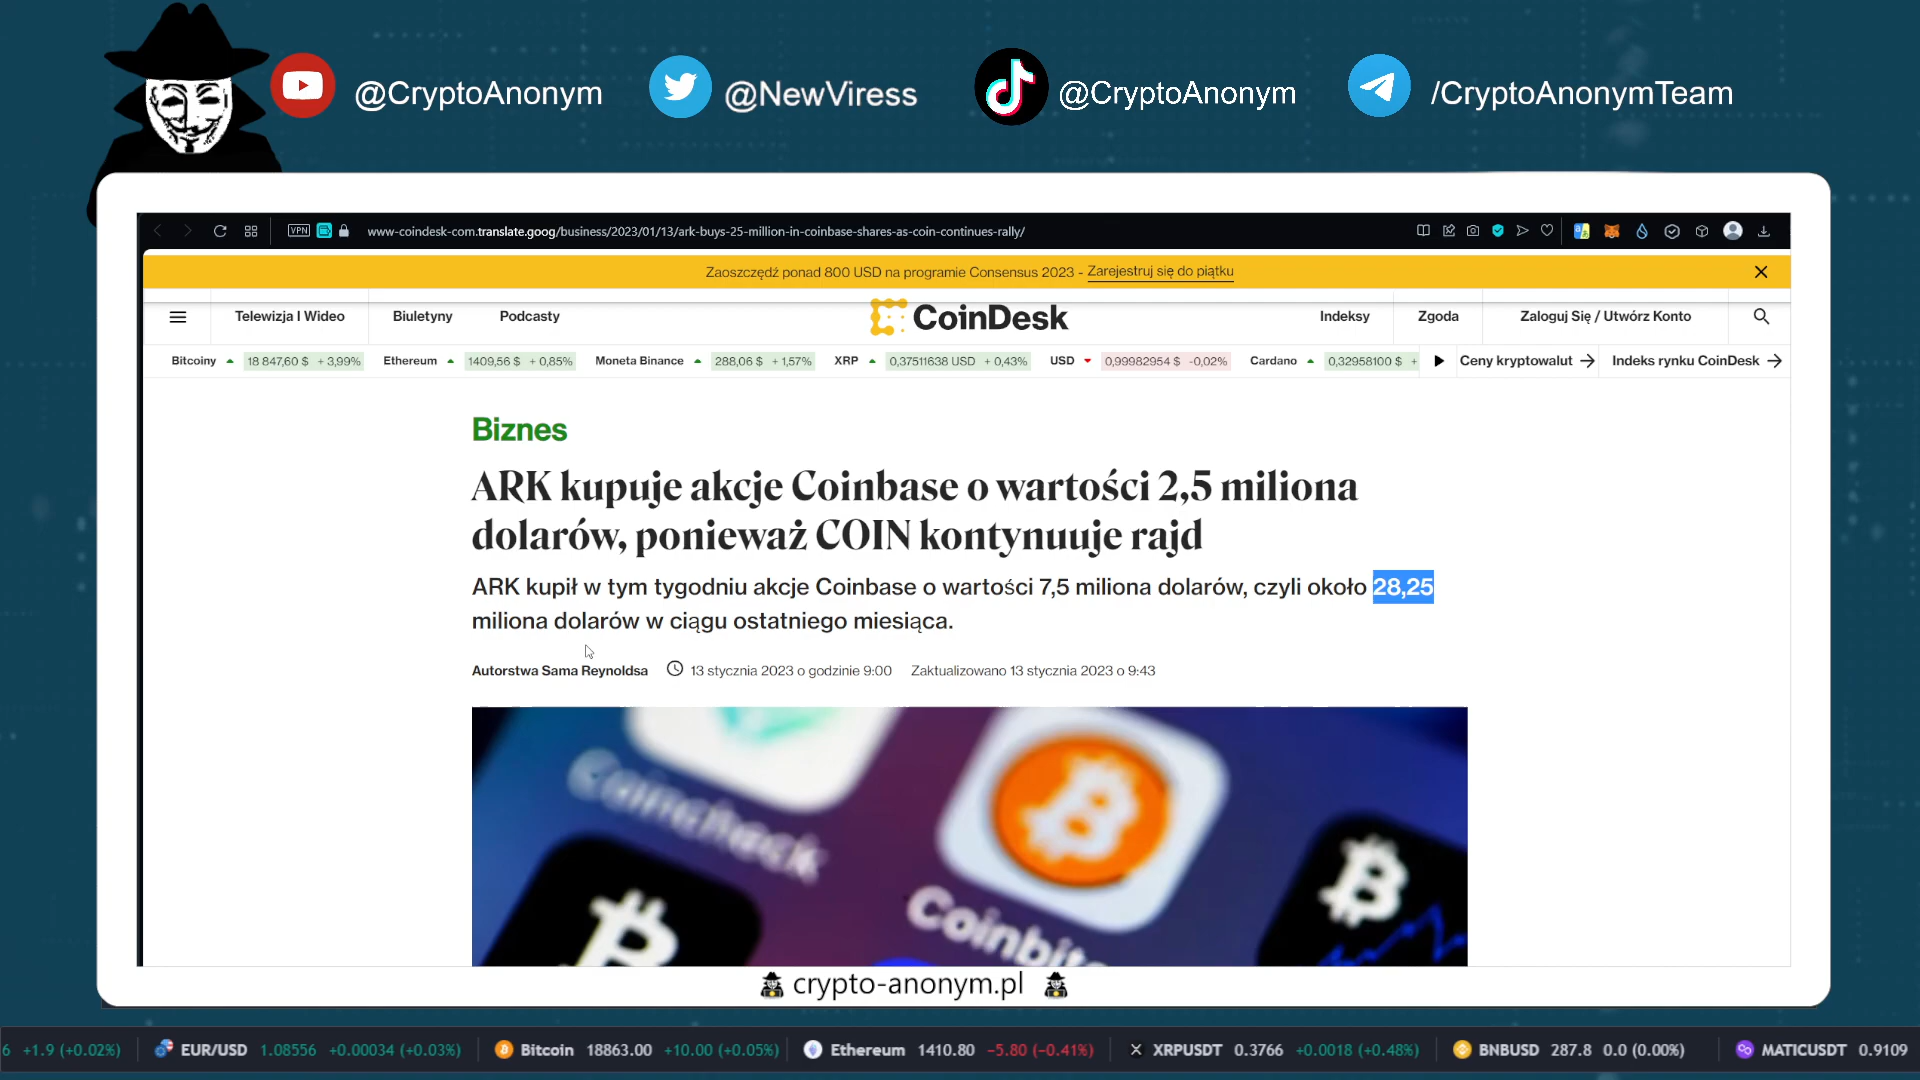 @CryptoAnonym @NewViress @CryptoAnonym /CryptoAnonymTeam
VPN www-coindesk-com.translate.goog/business/2023/01/13/ark-buys-25-million-in-coinbase-shares-as-coin-continues-rally/
Zaoszczędź ponad 800 USD na programie Consensus 2023 - Zarejestruj się do piątku
Telewizja I Wideo Biuletyny Podcasty CoinDesk Indeksy Zgoda Zaloguj Się / Utwórz Konto
Bitcoiny 18 847,60 $ + 3,99% Ethereum 1409,56 $ + 0,85% Moneta Binance 288,06 $ + 1,57% XRP 0,37511638 USD + 0,43% USD 0,99982954 $ -0,02% Cardano 0,32958100 $ + Ceny kryptowalut Indeks rynku CoinDesk
Biznes
ARK kupuje akcje Coinbase o wartości 2,5 miliona
dolarów, ponieważ COIN kontynuuje rajd
ARK kupił w tym tygodniu akcje Coinbase o wartości 7,5 miliona dolarów, czyli około 28,25
miliona dolarów w ciągu ostatniego miesiąca.
Autorstwa Sama Reynoldsa 13 stycznia 2023 o godzinie 9:00 Zaktualizowano 13 stycznia 2023 o 9:43
coincheck
Coinbit
crypto-anonym.pl
6 +1.9 (+0.02%) EUR/USD 1.08556 +0.00034 (+0.03%) Bitcoin 18863.00 +10.00 (+0.05%) Ethereum 1410.80 −5.80 (−0.41%) XRPUSDT 0.3766 +0.0018 (+0.48%) BNBUSD 287.8 0.0 (0.00%) MATICUSDT 0.9109